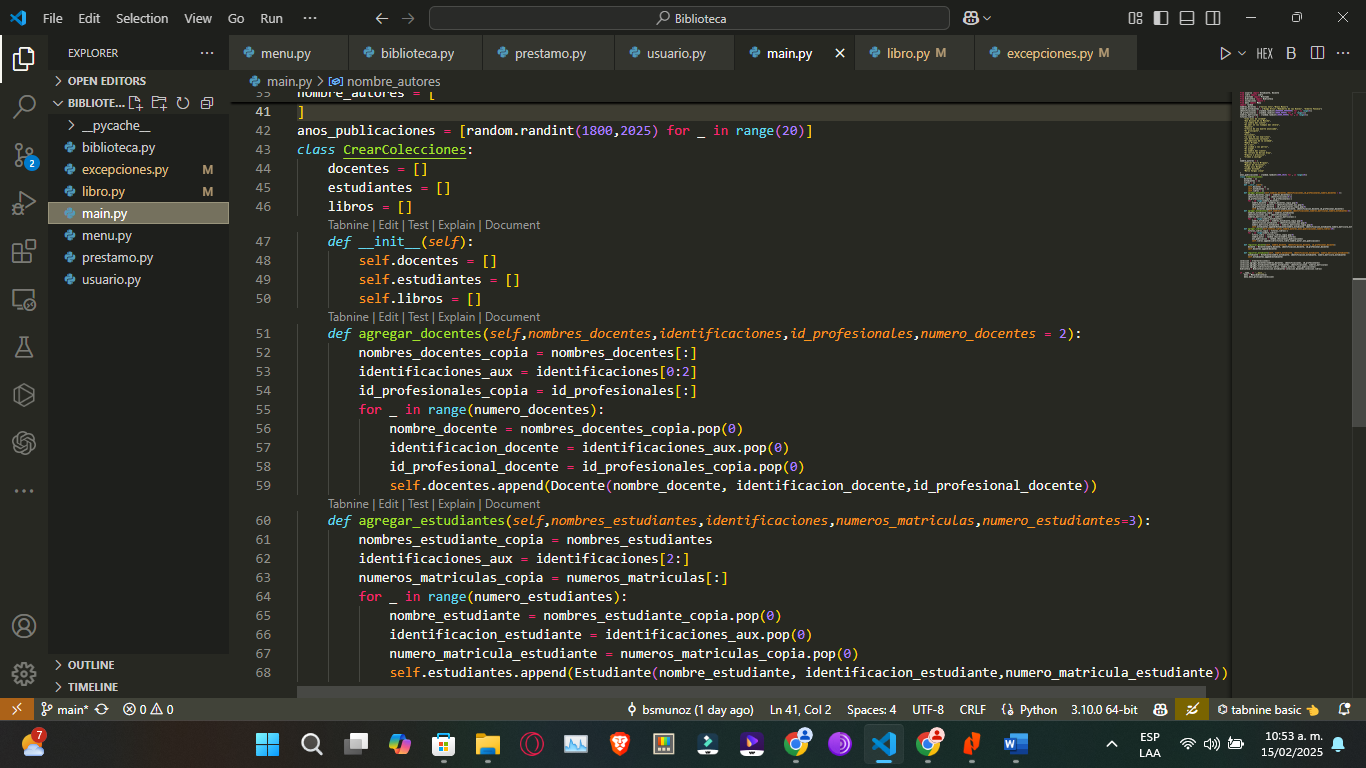 File Edit Selection View Go Run ··· Biblioteca
EXPLORER ···
menu.py biblioteca.py prestamo.py usuario.py main.py libro.py M excepciones.py M HEX B
OPEN EDITORS
main.py > nombre_autores
BIBLIOTE...
__pycache__
biblioteca.py
excepciones.py M
libro.py M
main.py
menu.py
prestamo.py
usuario.py
OUTLINE
TIMELINE
2
39 nombre_autores = [
41 ]
42 anos_publicaciones = [random.randint(1800,2025) for _ in range(20)]
43 class CrearColecciones:
44 docentes = []
45 estudiantes = []
46 libros = []
Tabnine | Edit | Test | Explain | Document
47 def __init__(self):
48 self.docentes = []
49 self.estudiantes = []
50 self.libros = []
Tabnine | Edit | Test | Explain | Document
51 def agregar_docentes(self,nombres_docentes,identificaciones,id_profesionales,numero_docentes = 2):
52 nombres_docentes_copia = nombres_docentes[:]
53 identificaciones_aux = identificaciones[0:2]
54 id_profesionales_copia = id_profesionales[:]
55 for _ in range(numero_docentes):
56 nombre_docente = nombres_docentes_copia.pop(0)
57 identificacion_docente = identificaciones_aux.pop(0)
58 id_profesional_docente = id_profesionales_copia.pop(0)
59 self.docentes.append(Docente(nombre_docente, identificacion_docente,id_profesional_docente))
Tabnine | Edit | Test | Explain | Document
60 def agregar_estudiantes(self,nombres_estudiantes,identificaciones,numeros_matriculas,numero_estudiantes=3):
61 nombres_estudiante_copia = nombres_estudiantes
62 identificaciones_aux = identificaciones[2:]
63 numeros_matriculas_copia = numeros_matriculas[:]
64 for _ in range(numero_estudiantes):
65 nombre_estudiante = nombres_estudiante_copia.pop(0)
66 identificacion_estudiante = identificaciones_aux.pop(0)
67 numero_matricula_estudiante = numeros_matriculas_copia.pop(0)
68 self.estudiantes.append(Estudiante(nombre_estudiante, identificacion_estudiante,numero_matricula_estudiante))
main* 0 0 bsmunoz (1 day ago) Ln 41, Col 2 Spaces: 4 UTF-8 CRLF Python 3.10.0 64-bit tabnine basic
7
ESP
LAA
10:53 a. m.
15/02/2025